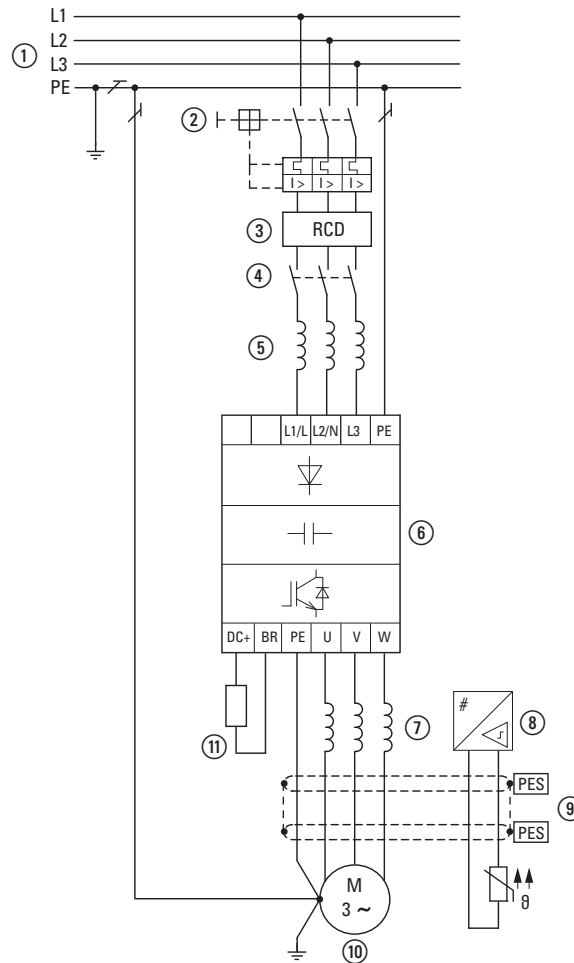 L1
L2
① L3
PE
②
I > I > I >
③ RCD
④
⑤
L1/L L2/N L3 PE
⑥
DC+ BR PE U V W
# ⑧
⑦
⑪
PES
⑨
PES
M
3 ~
ϑ
⑩